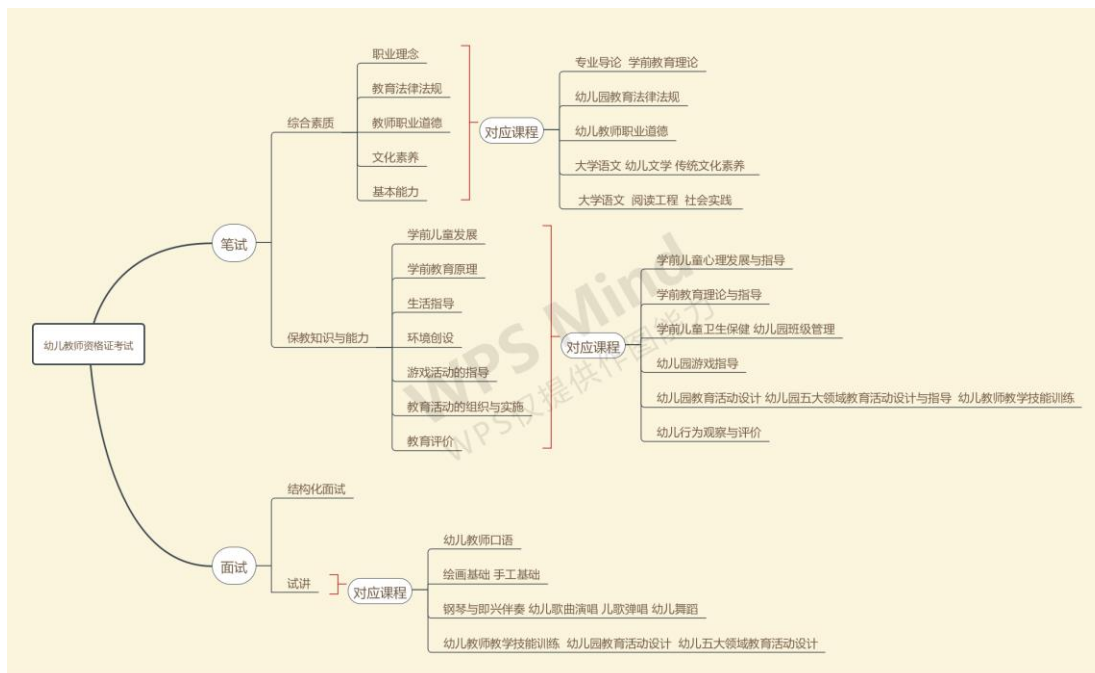 幼儿教师资格证考试
笔试
综合素质
职业理念
教育法律法规
教师职业道德
文化素养
基本能力
对应课程
专业导论 学前教育理论
幼儿园教育法律法规
幼儿教师职业道德
大学语文 幼儿文学 传统文化素养
大学语文 阅读工程 社会实践
保教知识与能力
学前儿童发展
学前教育原理
生活指导
环境创设
游戏活动的指导
教育活动的组织与实施
教育评价
对应课程
学前儿童心理发展与指导
学前教育理论与指导
学前儿童卫生保健 幼儿园班级管理
幼儿园游戏指导
幼儿园教育活动设计 幼儿园五大领域教育活动设计与指导 幼儿教师教学技能训练
幼儿行为观察与评价
面试
结构化面试
试讲
对应课程
幼儿教师口语
绘画基础 手工基础
钢琴与即兴伴奏 幼儿歌曲演唱 儿歌弹唱 幼儿舞蹈
幼儿教师教学技能训练 幼儿园教育活动设计 幼儿五大领域教育活动设计
WPS Mind
WPS仅提供作图能力